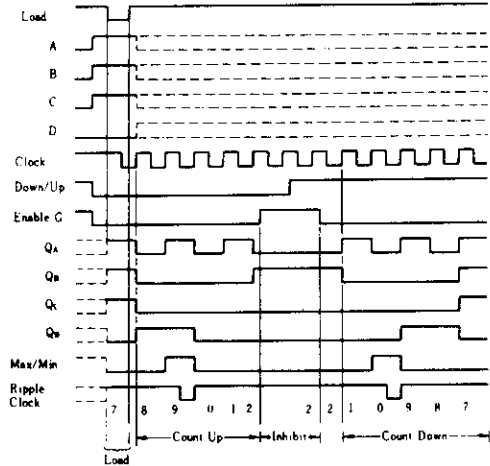 Load
A
B
C
D
Clock
Down/Up
Enable G
QA
QB
QC
QD
Max/Min
Ripple
Clock
7 8 9 0 1 2 2 2 1 0 9 8 7
Count Up Inhibit Count Down
Load